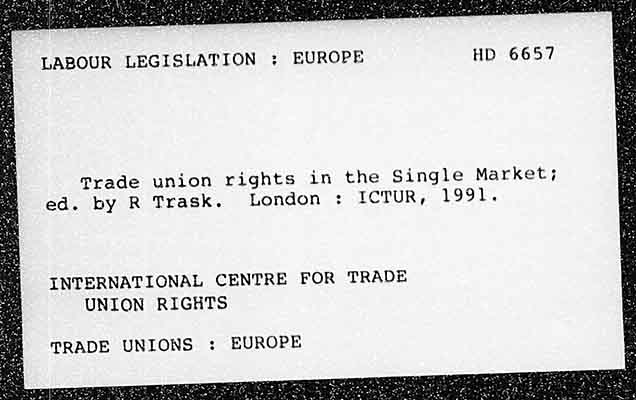 LABOUR LEGISLATION : EUROPE HD 6657
Trade union rights in the Single Market;
ed. by R Trask. London : ICTUR, 1991.
INTERNATIONAL CENTRE FOR TRADE
UNION RIGHTS
TRADE UNIONS : EUROPE